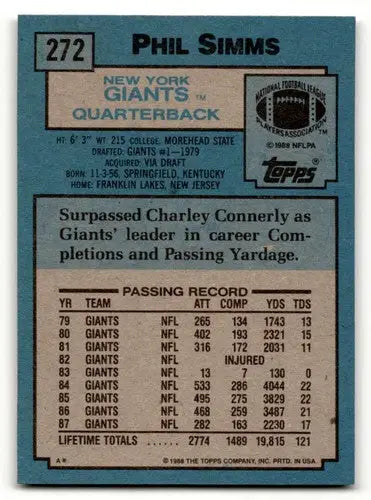 272
PHIL SIMMS
NEW YORK
GIANTS TM
QUARTERBACK
NATIONAL FOOTBALL LEAGUE
PLAYERS ASSOCIATION
© 1988 NFLPA
HT: 6' 3" WT: 215 COLLEGE: MOREHEAD STATE
DRAFTED: GIANTS #1—1979
ACQUIRED: VIA DRAFT
BORN: 11-3-56, SPRINGFIELD, KENTUCKY
HOME: FRANKLIN LAKES, NEW JERSEY
Topps®
Surpassed Charley Connerly as
Giants' leader in career Com-
pletions and Passing Yardage.
PASSING RECORD
YR TEAM ATT COMP YDS TDS
79 GIANTS NFL 265 134 1743 13
80 GIANTS NFL 402 193 2321 15
81 GIANTS NFL 316 172 2031 11
82 GIANTS NFL INJURED
83 GIANTS NFL 13 7 130 0
84 GIANTS NFL 533 286 4044 22
85 GIANTS NFL 495 275 3829 22
86 GIANTS NFL 468 259 3487 21
87 GIANTS NFL 282 163 2230 17
LIFETIME TOTALS ...... 2774 1489 19,815 121
A* © 1988 THE TOPPS COMPANY, INC. PRTD. IN USA